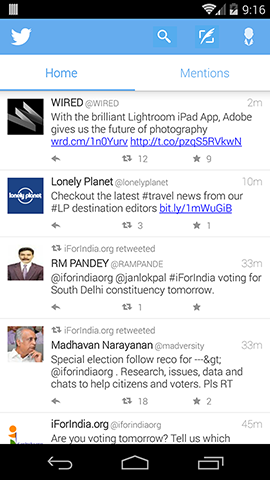 9:16
Home Mentions
WIRED @WIRED 2m
With the brilliant Lightroom iPad App, Adobe
gives us the future of photography
wrd.cm/1n0Yurv http://t.co/pzqS5RVkwN
12 9
lonely planet
Lonely Planet @lonelyplanet 10m
Checkout the latest #travel news from our
#LP destination editors bit.ly/1mWuGiB
3 1
iForIndia.org retweeted
RM PANDEY @RAMPANDE 33m
@iforindiaorg @janlokpal #iForIndia voting for
South Delhi constituency tomorrow.
1
iForIndia.org retweeted
Madhavan Narayanan @madversity 33m
Special election follow reco for ---&gt;
@iforindiaorg . Research, issues, data and
chats to help citizens and voters. Pls RT
18 2
iForIndia.org @iforindiaorg 45m
Are you voting tomorrow? Tell us which